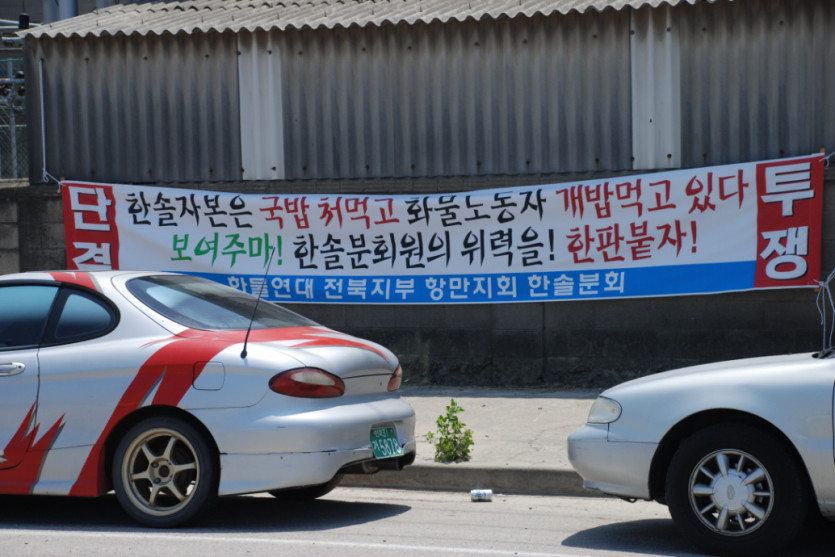 단결
한솔자본은 국밥 처먹고 화물노동자 개밥먹고 있다
보여주마! 한솔분회원의 위력을! 한판붙자!
화물연대 전북지부 항만지회 한솔분회
투쟁
5878